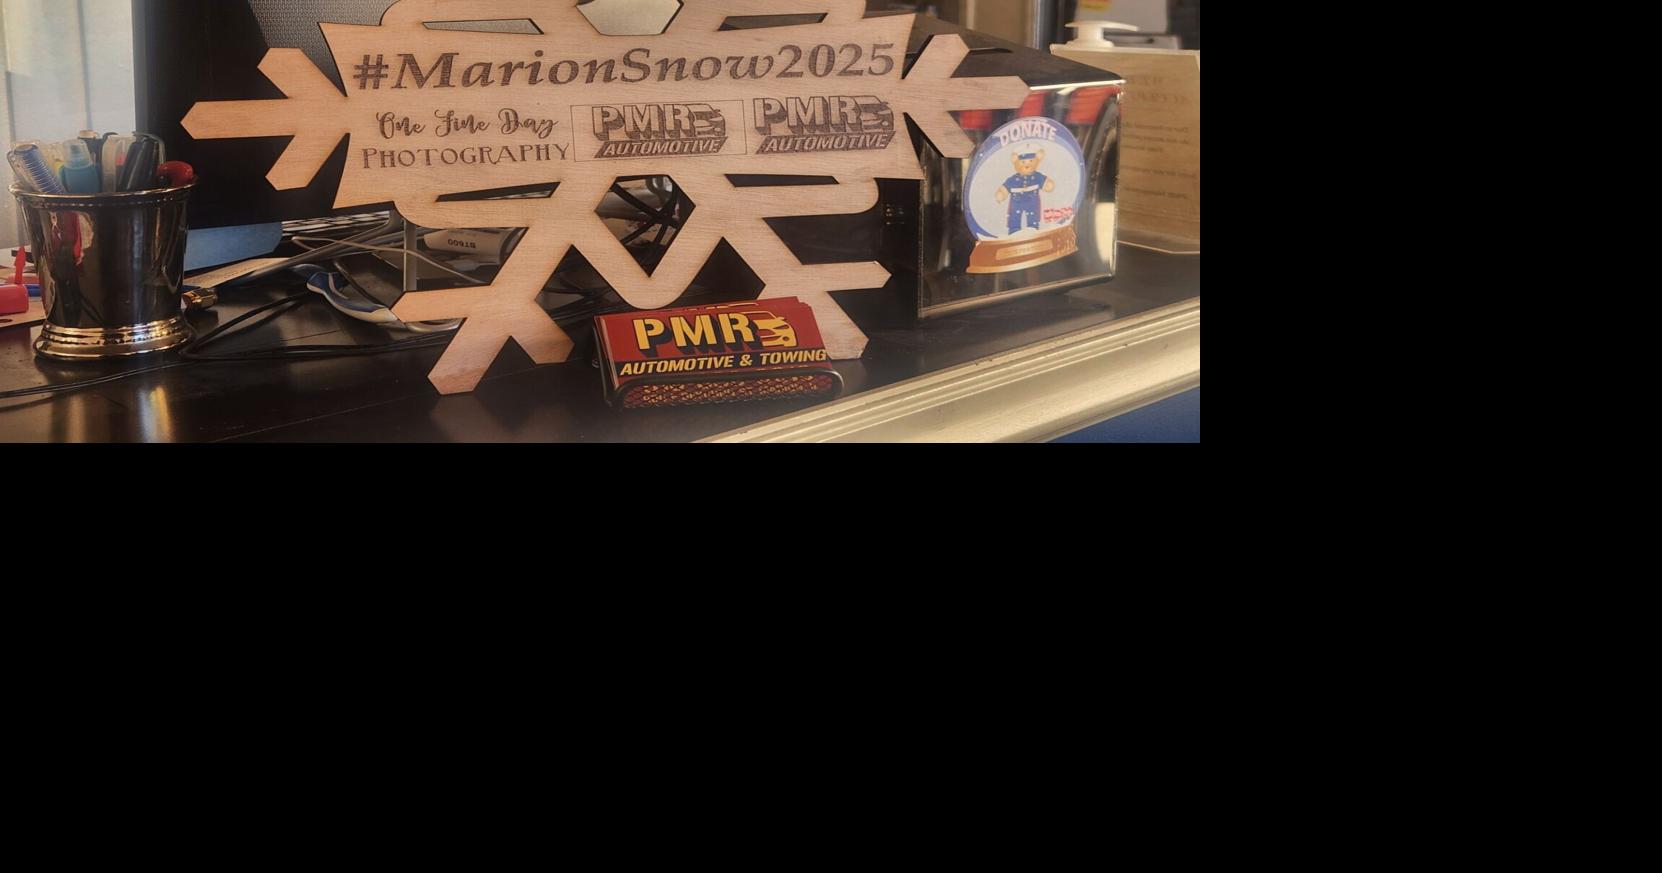 #MarionSnow2025
One Fine Day
PHOTOGRAPHY
PMR
AUTOMOTIVE
PMR
AUTOMOTIVE
DONATE
PMR
AUTOMOTIVE & TOWING